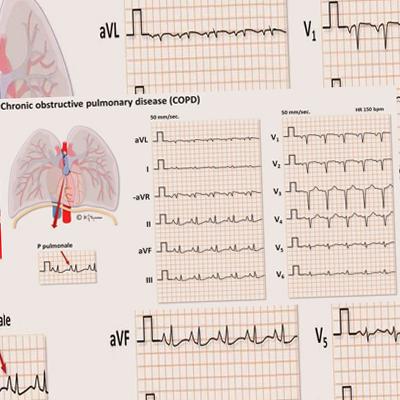 aVL
V1
Chronic obstructive pulmonary disease (COPD)
50 mm/sec.
50 mm/sec.
HR 150 bpm
aVL
I
-aVR
II
aVF
III
V1
V2
V3
V4
V5
V6
P pulmonale
ale
aVF
V5